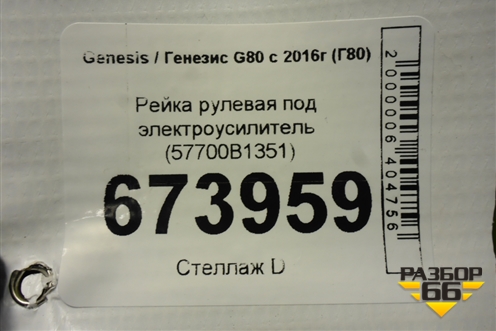 Genesis / Генезис G80 с 2016г (Г80)
Рейка рулевая под
электроусилитель
(57700B1351)
673959
Стеллаж D
2000006404756
РАЗБОР
66